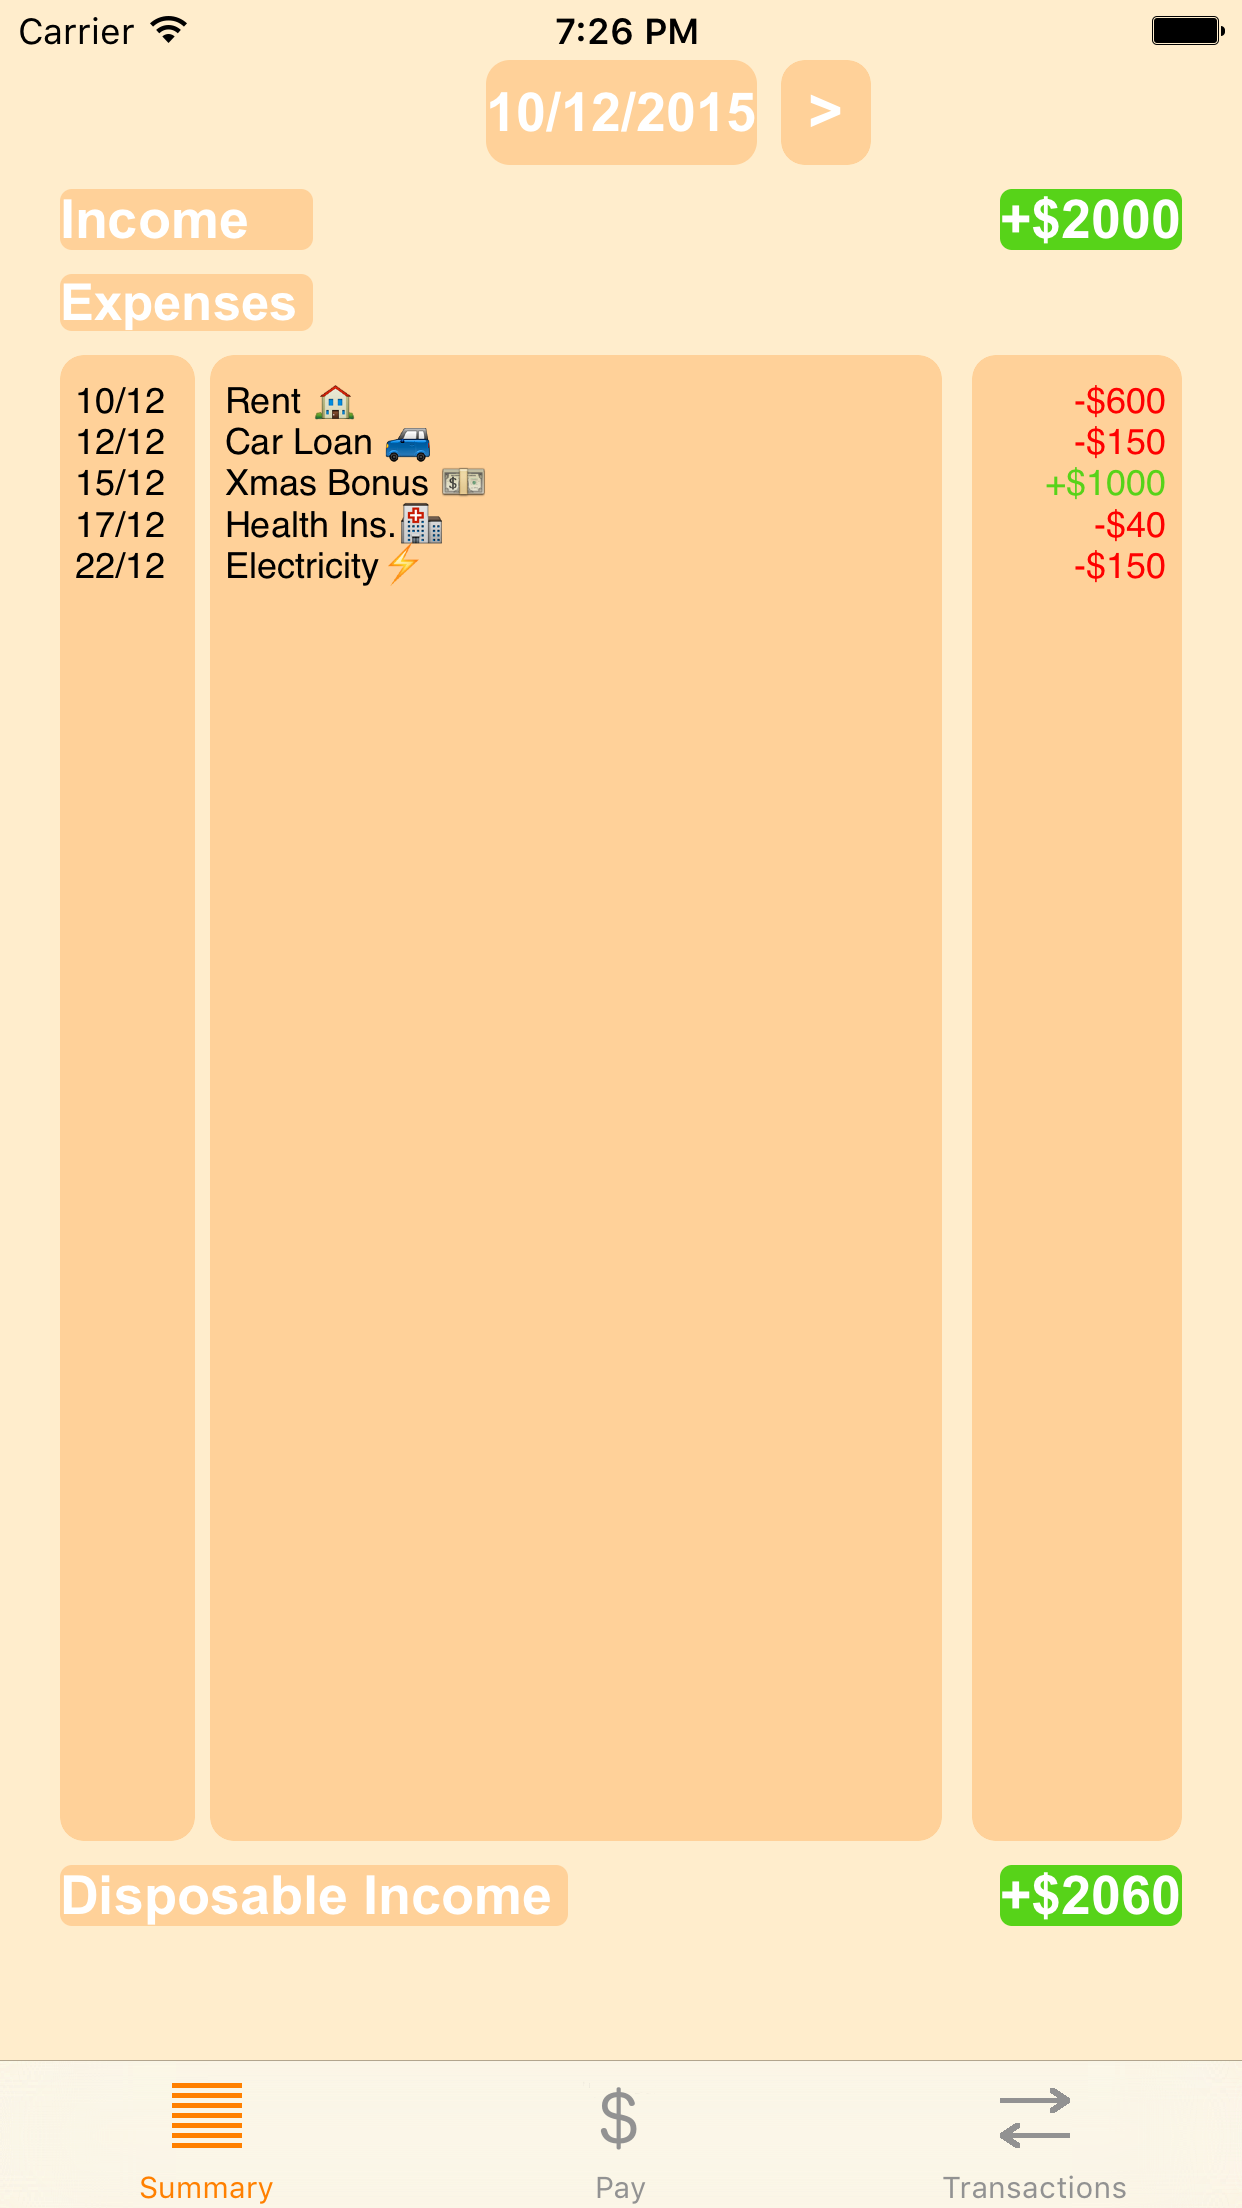 Carrier 7:26 PM
10/12/2015 >
Income +$2000
Expenses
10/12 Rent 🏠 -$600
12/12 Car Loan 🚙 -$150
15/12 Xmas Bonus 💵 +$1000
17/12 Health Ins.🏥 -$40
22/12 Electricity⚡ -$150
Disposable Income +$2060
Summary Pay Transactions